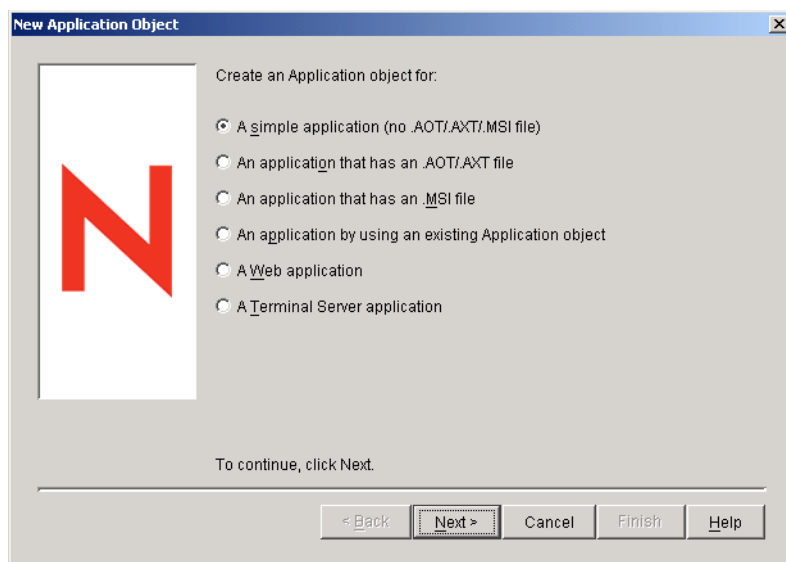 New Application Object
Create an Application object for:
A simple application (no .AOT/.AXT/.MSI file)
An application that has an .AOT/.AXT file
An application that has an .MSI file
An application by using an existing Application object
A Web application
A Terminal Server application
To continue, click Next.
< Back Next > Cancel Finish Help